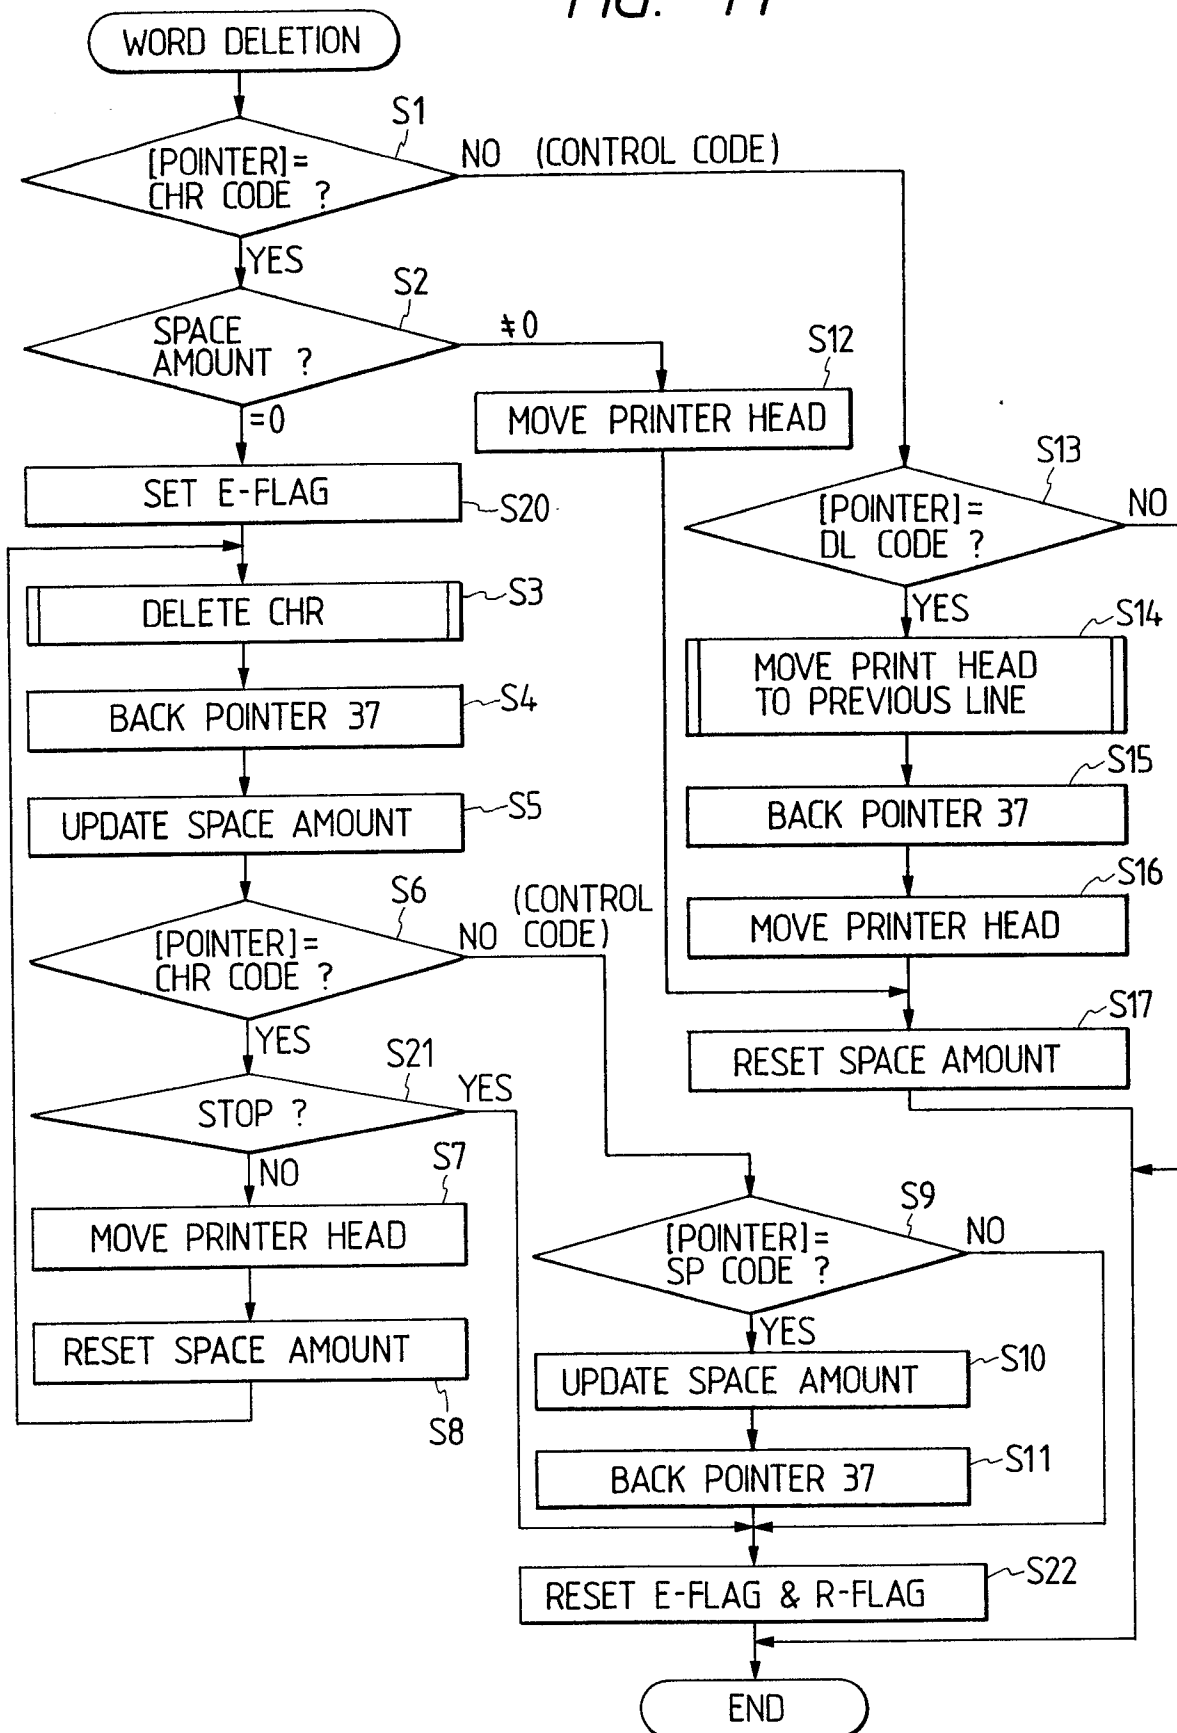 WORD DELETION
S1
[POINTER]=
CHR CODE ?
NO (CONTROL CODE)
YES
S2
SPACE
AMOUNT ?
≠0
=0
S12
MOVE PRINTER HEAD
SET E-FLAG
S20
S13
[POINTER]=
DL CODE ?
NO
YES
DELETE CHR
S3
S14
MOVE PRINT HEAD
TO PREVIOUS LINE
BACK POINTER 37
S4
S15
BACK POINTER 37
UPDATE SPACE AMOUNT
S5
S16
MOVE PRINTER HEAD
S6
[POINTER]=
CHR CODE ?
NO
(CONTROL
CODE)
YES
S17
RESET SPACE AMOUNT
S21
STOP ?
YES
NO
S7
MOVE PRINTER HEAD
S9
[POINTER]=
SP CODE ?
NO
YES
RESET SPACE AMOUNT
S8
UPDATE SPACE AMOUNT
S10
BACK POINTER 37
S11
RESET E-FLAG & R-FLAG
S22
END